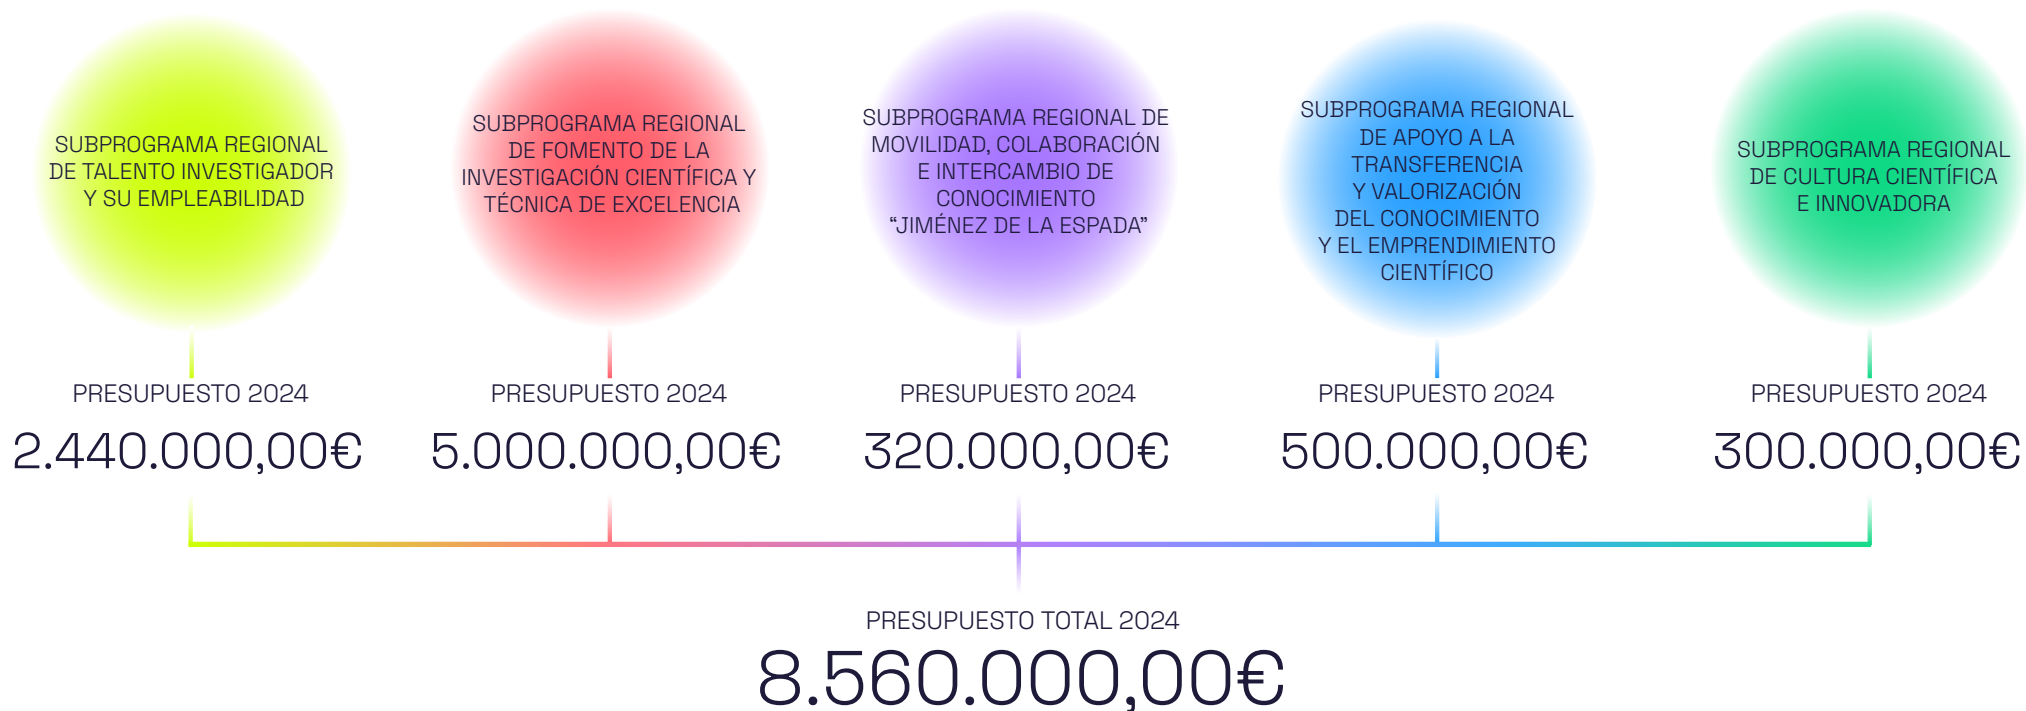 SUBPROGRAMA REGIONAL
DE TALENTO INVESTIGADOR
Y SU EMPLEABILIDAD
SUBPROGRAMA REGIONAL
DE FOMENTO DE LA
INVESTIGACIÓN CIENTÍFICA Y
TÉCNICA DE EXCELENCIA
SUBPROGRAMA REGIONAL DE
MOVILIDAD, COLABORACIÓN
E INTERCAMBIO DE
CONOCIMIENTO
“JIMÉNEZ DE LA ESPADA”
SUBPROGRAMA REGIONAL
DE APOYO A LA
TRANSFERENCIA
Y VALORIZACIÓN
DEL CONOCIMIENTO
Y EL EMPRENDIMIENTO
CIENTÍFICO
SUBPROGRAMA REGIONAL
DE CULTURA CIENTÍFICA
E INNOVADORA
PRESUPUESTO 2024
2.440.000,00€
PRESUPUESTO 2024
5.000.000,00€
PRESUPUESTO 2024
320.000,00€
PRESUPUESTO 2024
500.000,00€
PRESUPUESTO 2024
300.000,00€
PRESUPUESTO TOTAL 2024
8.560.000,00€